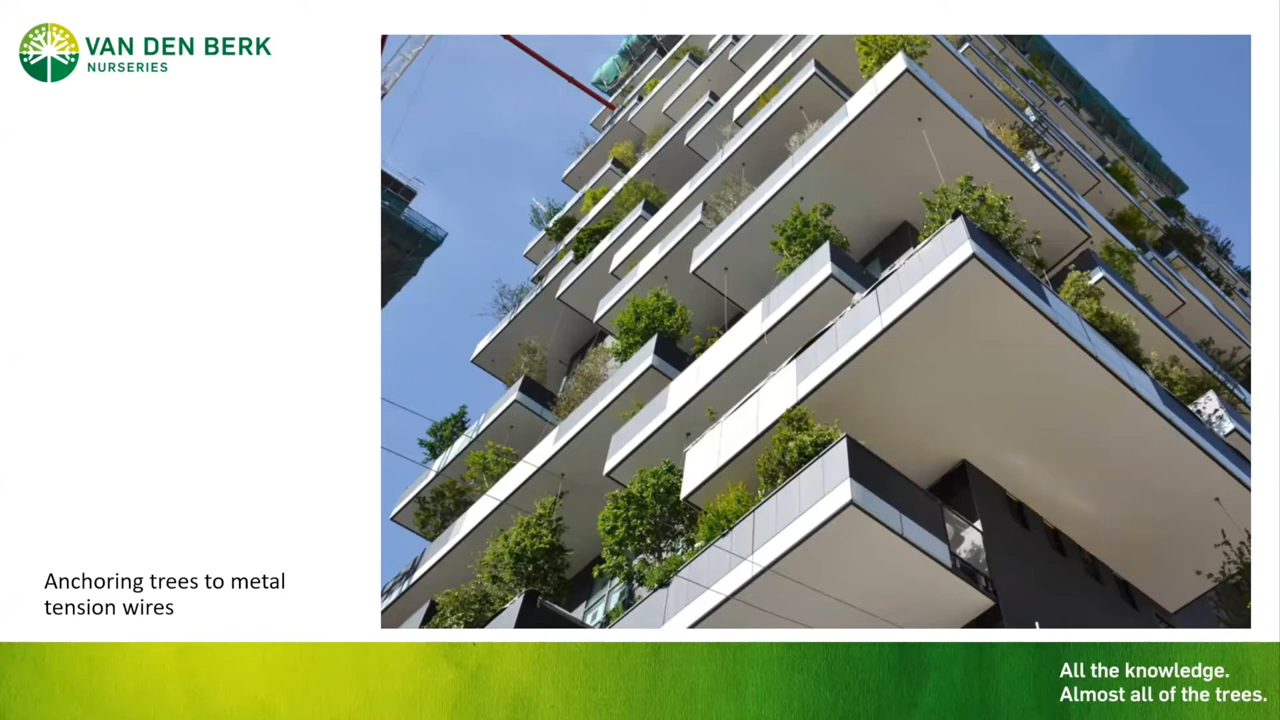 VAN DEN BERK
NURSERIES
Anchoring trees to metal
tension wires
All the knowledge.
Almost all of the trees.